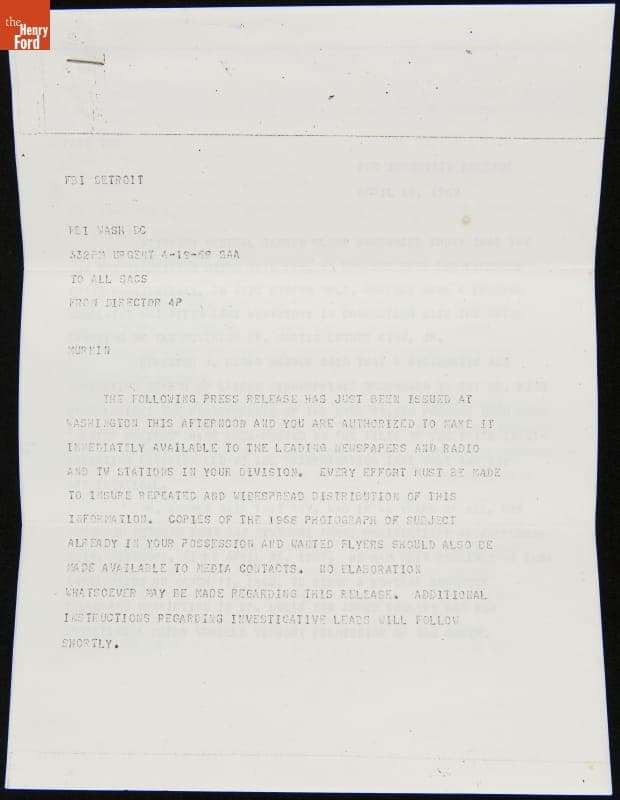 the
Henry
Ford
FBI DETROIT
FBI WASH DC
332PM URGENT 4-19-68 GAA
TO ALL SACS
FROM DIRECTOR 4P
MURKIN
THE FOLLOWING PRESS RELEASE HAS JUST BEEN ISSUED AT
WASHINGTON THIS AFTERNOON AND YOU ARE AUTHORIZED TO MAKE IT
IMMEDIATELY AVAILABLE TO THE LEADING NEWSPAPERS AND RADIO
AND TV STATIONS IN YOUR DIVISION. EVERY EFFORT MUST BE MADE
TO INSURE REPEATED AND WIDESPREAD DISTRIBUTION OF THIS
INFORMATION. COPIES OF THE 1968 PHOTOGRAPH OF SUBJECT
ALREADY IN YOUR POSSESSION AND WANTED FLYERS SHOULD ALSO BE
MADE AVAILABLE TO MEDIA CONTACTS. NO ELABORATION
WHATSOEVER MAY BE MADE REGARDING THIS RELEASE. ADDITIONAL
INSTRUCTIONS REGARDING INVESTIGATIVE LEADS WILL FOLLOW
SHORTLY.